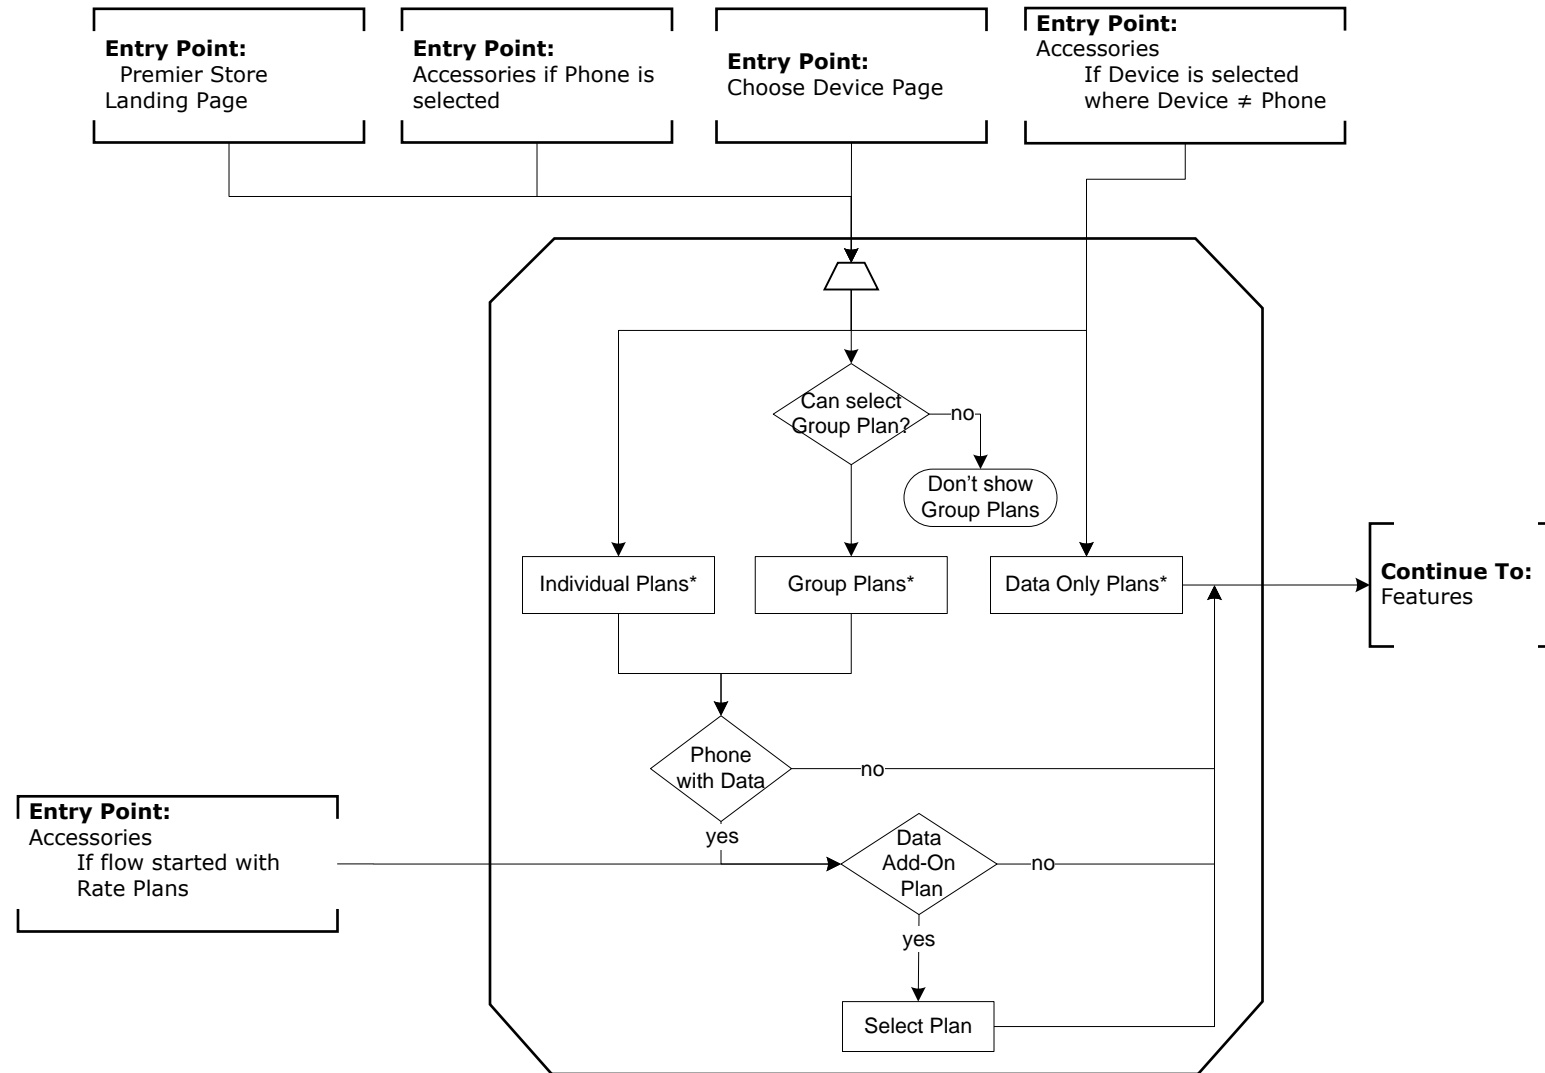 Entry Point:
Premier Store
Landing Page
Entry Point:
Accessories if Phone is
selected
Entry Point:
Choose Device Page
Entry Point:
Accessories
If Device is selected
where Device ≠ Phone
Can select
Group Plan?
no
Don't show
Group Plans
Individual Plans*
Group Plans*
Data Only Plans*
Continue To:
Features
Phone
with Data
no
yes
Entry Point:
Accessories
If flow started with
Rate Plans
Data
Add-On
Plan
no
yes
Select Plan